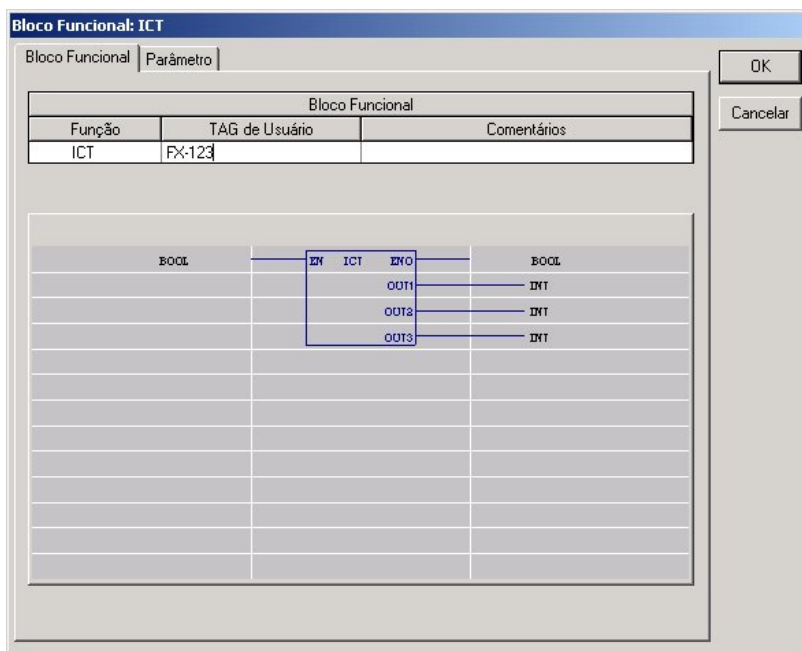 Bloco Funcional: ICT
Bloco Funcional Parâmetro
OK
Cancelar
Bloco Funcional
Função TAG de Usuário Comentários
ICT FX-123
BOOL EN ICT ENO BOOL
OUT1 INT
OUT2 INT
OUT3 INT